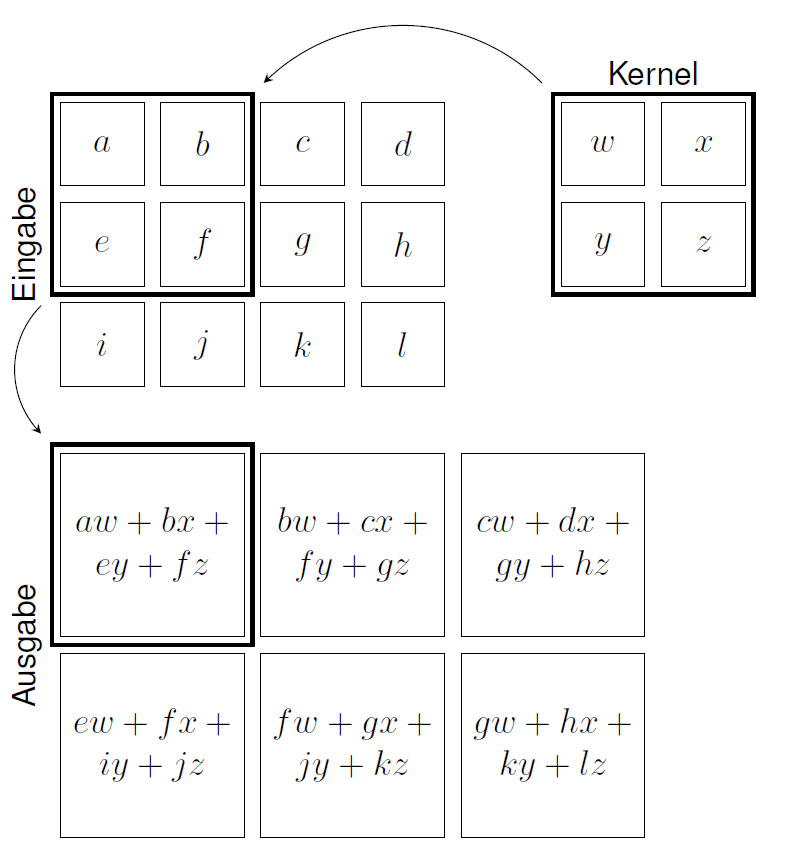 Kernel
Eingabe
a b c d
w x
e f g h
y z
i j k l
Ausgabe
aw + bx +
ey + fz
bw + cx +
fy + gz
cw + dx +
gy + hz
ew + fx +
iy + jz
fw + gx +
jy + kz
gw + hx +
ky + lz